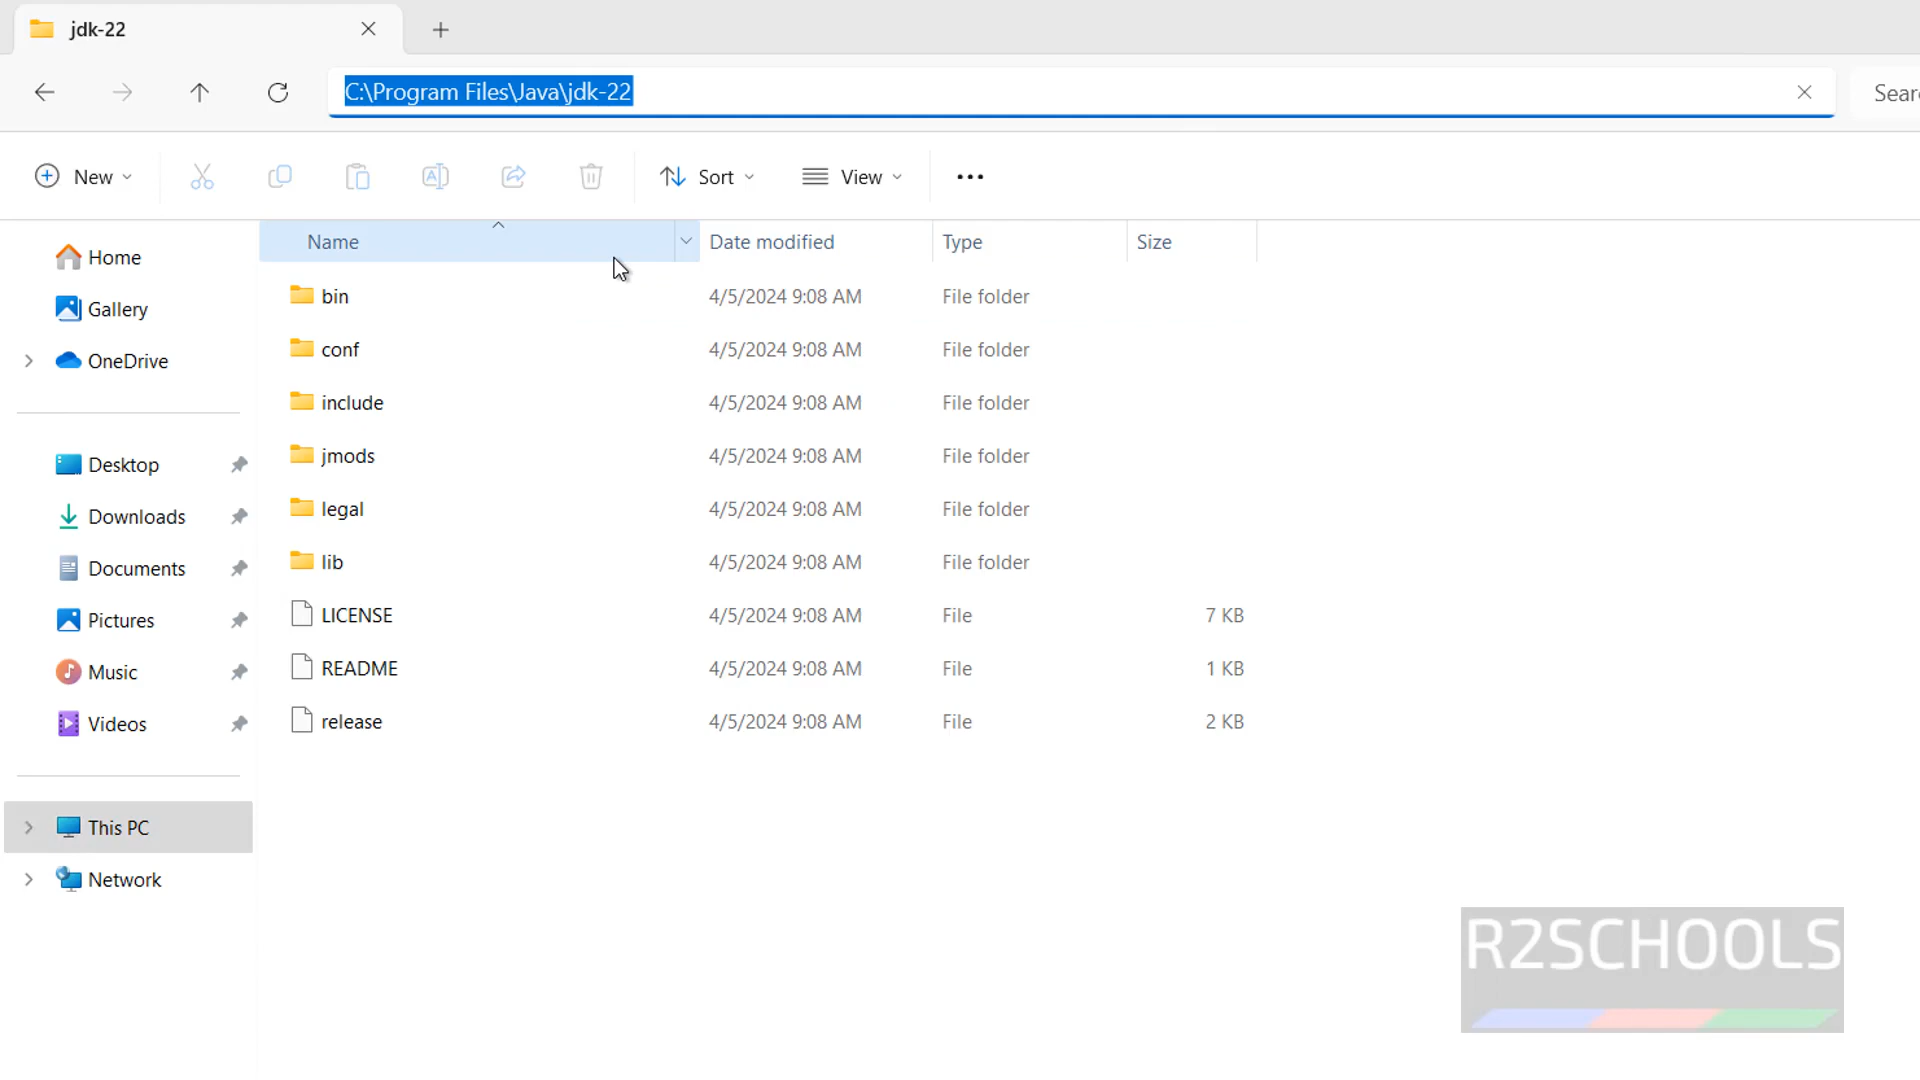 jdk-22
C:\Program Files\Java\jdk-22
Sear
New
Sort
View
Name Date modified Type Size
Home
Gallery
OneDrive
Desktop
Downloads
Documents
Pictures
Music
Videos
This PC
Network
bin 4/5/2024 9:08 AM File folder
conf 4/5/2024 9:08 AM File folder
include 4/5/2024 9:08 AM File folder
jmods 4/5/2024 9:08 AM File folder
legal 4/5/2024 9:08 AM File folder
lib 4/5/2024 9:08 AM File folder
LICENSE 4/5/2024 9:08 AM File 7 KB
README 4/5/2024 9:08 AM File 1 KB
release 4/5/2024 9:08 AM File 2 KB
R2SCHOOLS